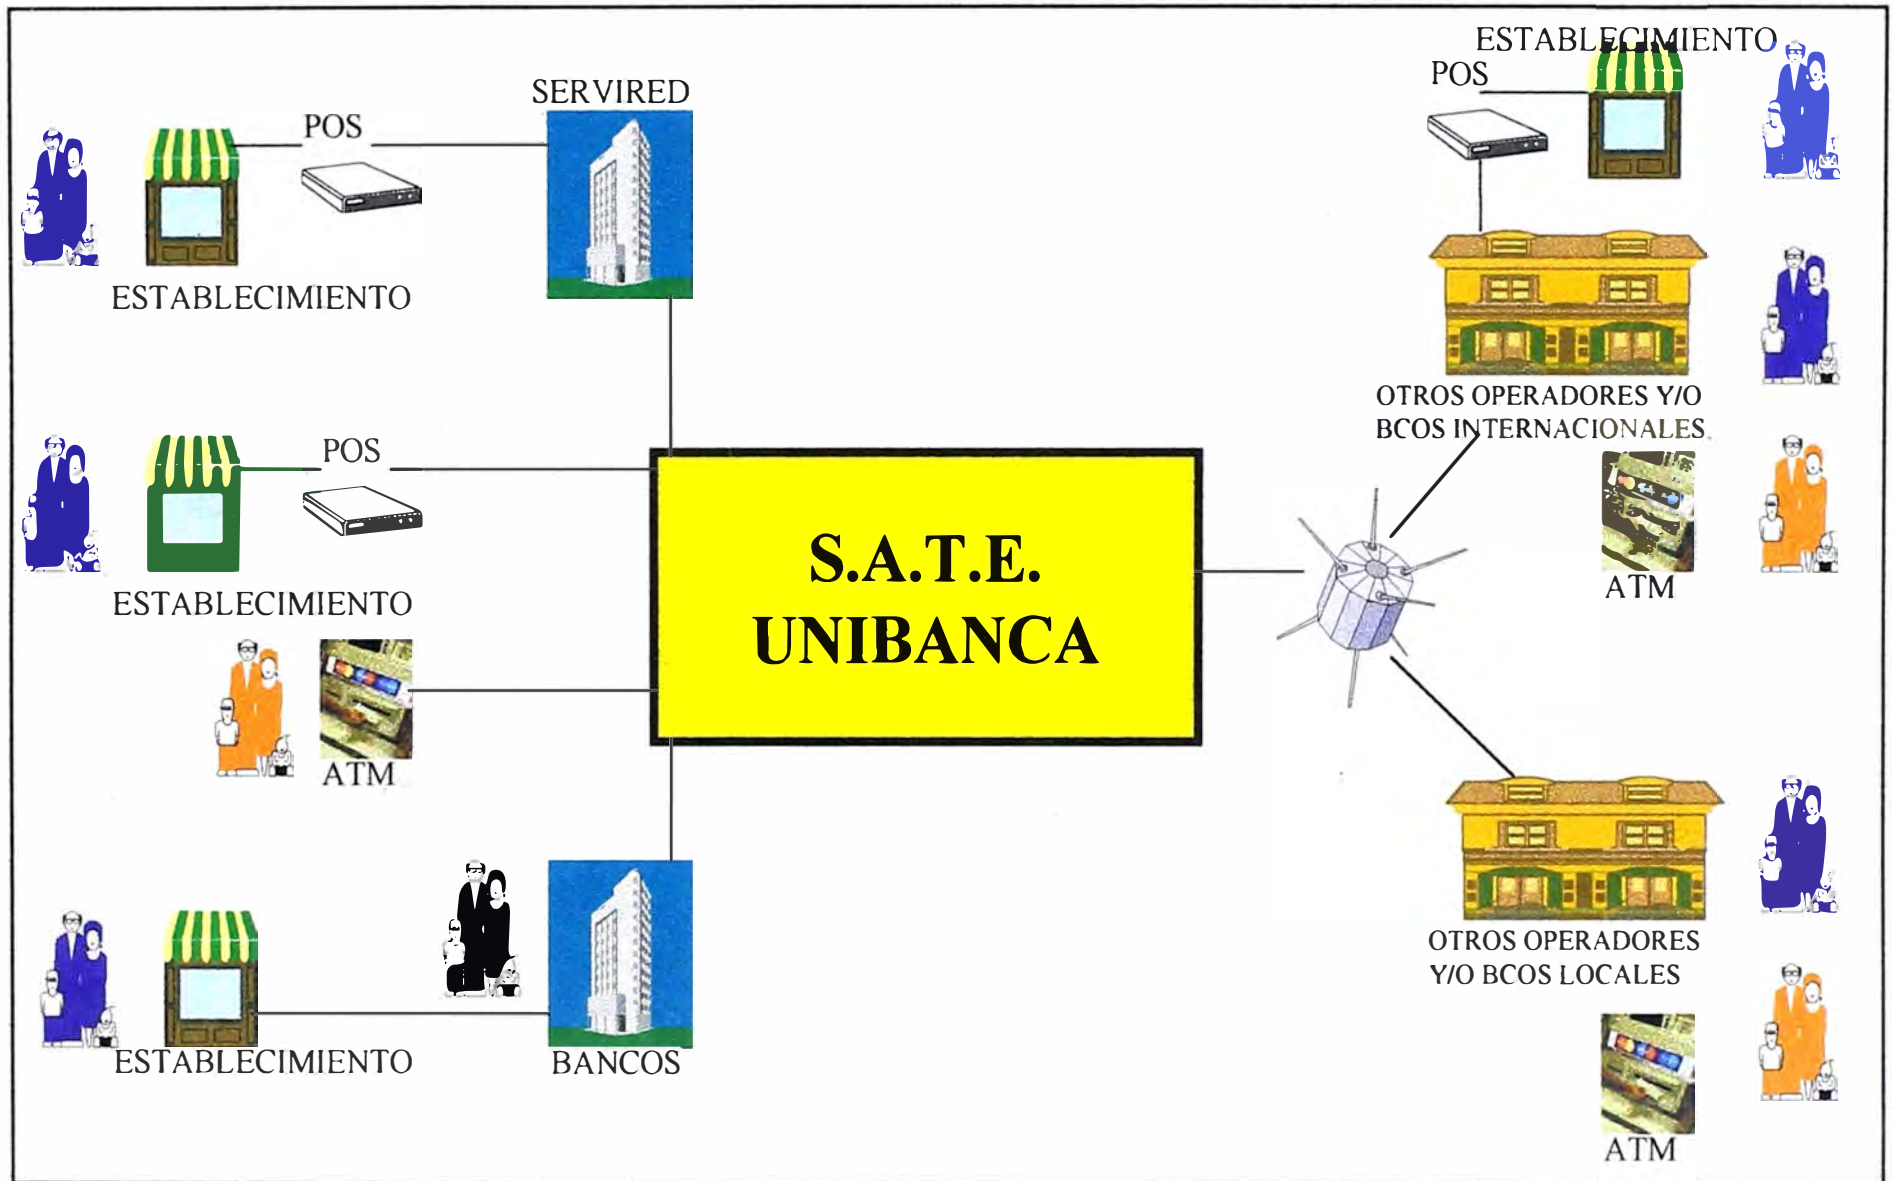 SERVIRED
POS
ESTABLECIMIENTO
POS
ESTABLECIMIENTO
ATM
ESTABLECIMIENTO
BANCOS
S.A.T.E.
UNIBANCA
ESTABLECIMIENTO
POS
OTROS OPERADORES Y/O
BCOS INTERNACIONALES.
ATM
OTROS OPERADORES
Y/O BCOS LOCALES
ATM